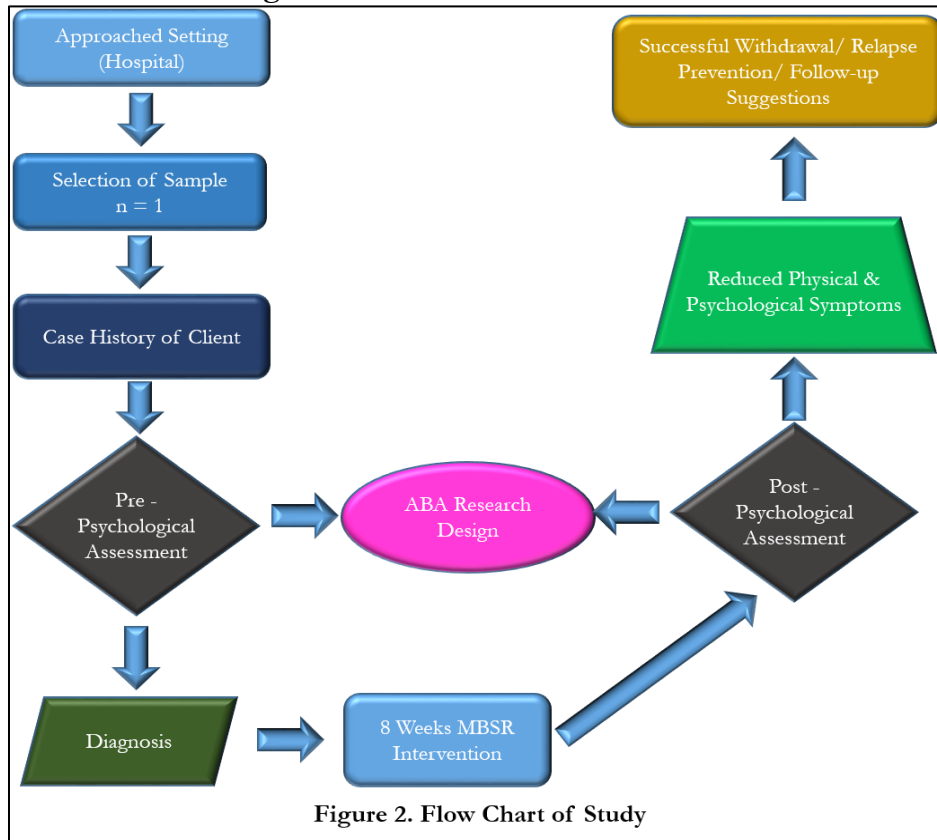 Approached Setting
(Hospital)
Selection of Sample
n = 1
Case History of Client
Pre -
Psychological
Assessment
Diagnosis
8 Weeks MBSR
Intervention
ABA Research
Design
Post -
Psychological
Assessment
Reduced Physical &
Psychological Symptoms
Successful Withdrawal/ Relapse
Prevention/ Follow-up
Suggestions
Figure 2. Flow Chart of Study